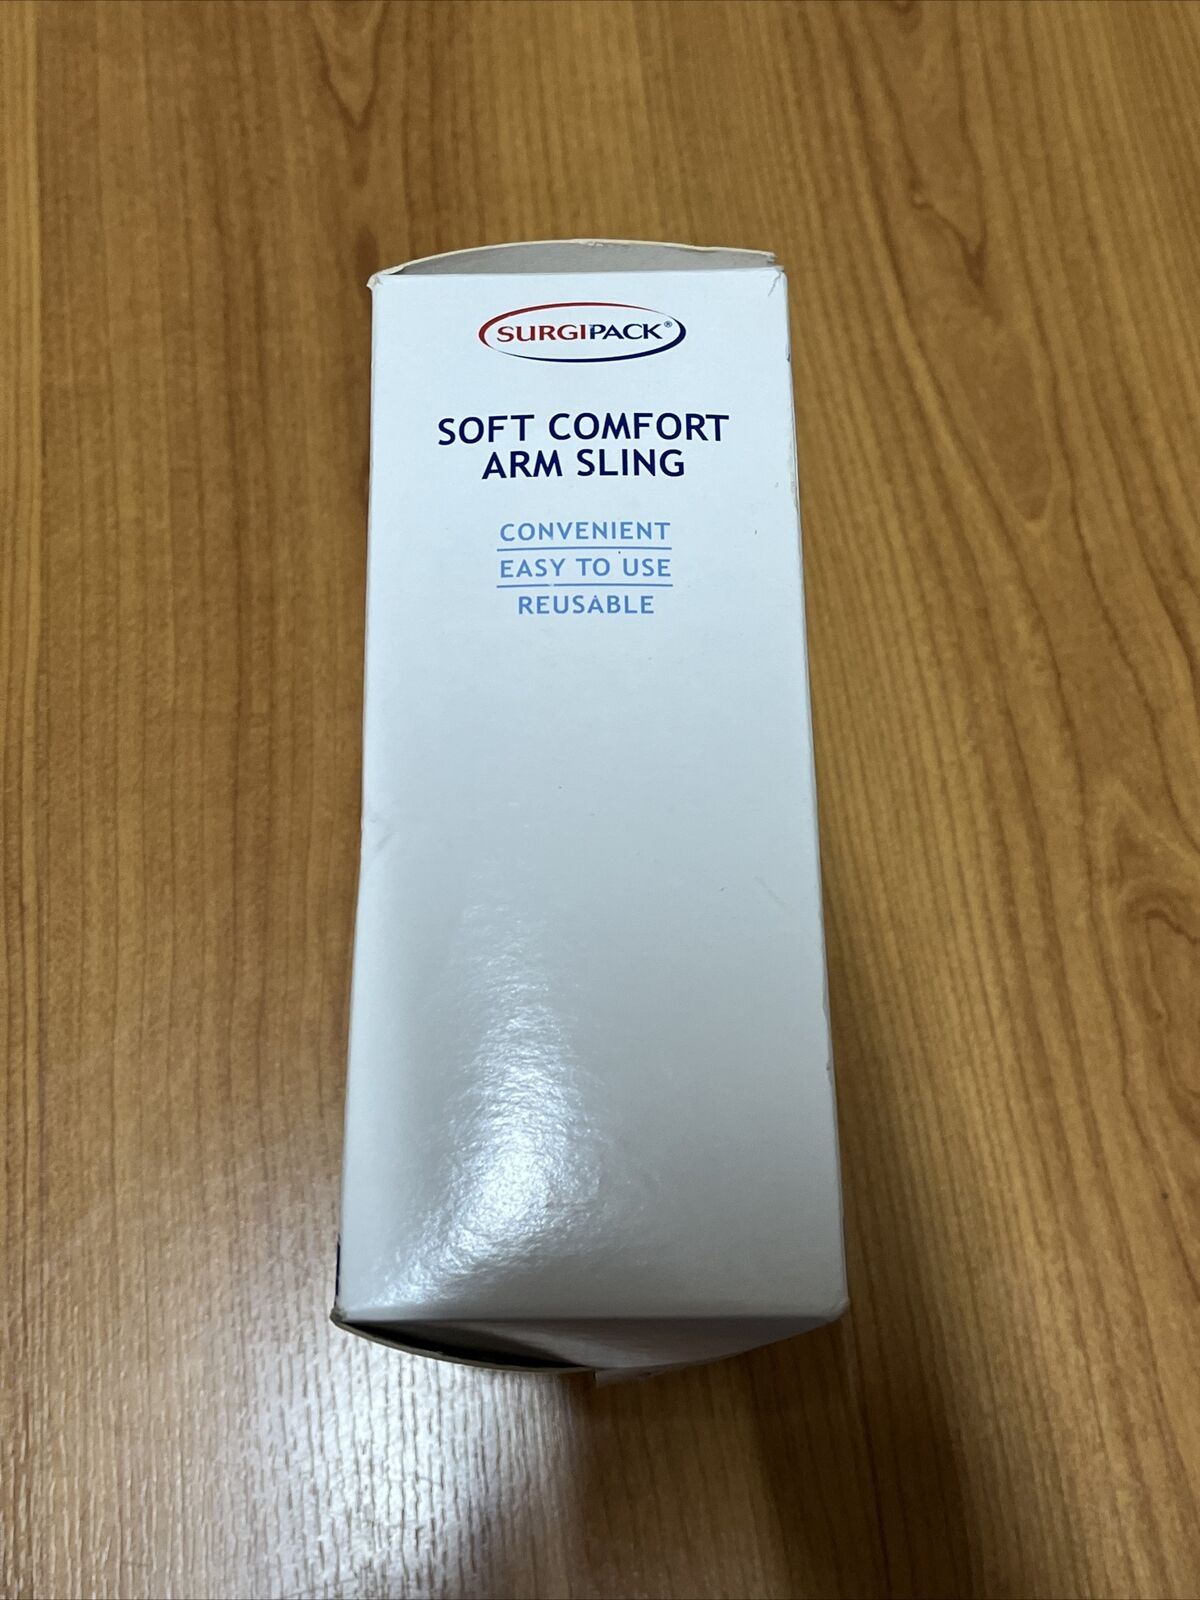 SURGIPACK®
SOFT COMFORT
ARM SLING
CONVENIENT
EASY TO USE
REUSABLE